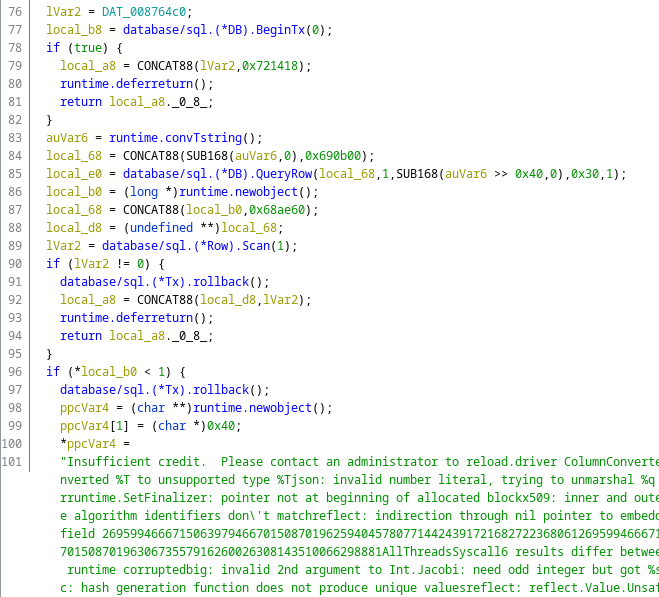 76 lVar2 = DAT_008764c0;
77 local_b8 = database/sql.(*DB).BeginTx(0);
78 if (true) {
79 local_a8 = CONCAT88(lVar2,0x721418);
80 runtime.deferreturn();
81 return local_a8._0_8_;
82 }
83 auVar6 = runtime.convTstring();
84 local_68 = CONCAT88(SUB168(auVar6,0),0x690b00);
85 local_e0 = database/sql.(*DB).QueryRow(local_68,1,SUB168(auVar6 >> 0x40,0),0x30,1);
86 local_b0 = (long *)runtime.newobject();
87 local_68 = CONCAT88(local_b0,0x68ae60);
88 local_d8 = (undefined **)local_68;
89 lVar2 = database/sql.(*Row).Scan(1);
90 if (lVar2 != 0) {
91 database/sql.(*Tx).rollback();
92 local_a8 = CONCAT88(local_d8,lVar2);
93 runtime.deferreturn();
94 return local_a8._0_8_;
95 }
96 if (*local_b0 < 1) {
97 database/sql.(*Tx).rollback();
98 ppcVar4 = (char **)runtime.newobject();
99 ppcVar4[1] = (char *)0x40;
100 *ppcVar4 =
101 "Insufficient credit.  Please contact an administrator to reload.driver ColumnConverte
nverted %T to unsupported type %Tjson: invalid number literal, trying to unmarshal %q
rruntime.SetFinalizer: pointer not at beginning of allocated blockx509: inner and oute
e algorithm identifiers don\'t matchreflect: indirection through nil pointer to embedd
field 26959946667150639794667015087019625940457807714424391721682722368061269599466671
70150870196306735579162600263081435100662988​81AllThreadsSyscall6 results differ betwee
runtime corruptedbig: invalid 2nd argument to Int.Jacobi: need odd integer but got %s
c: hash generation function does not produce unique valuesreflect: reflect.Value.Unsaf